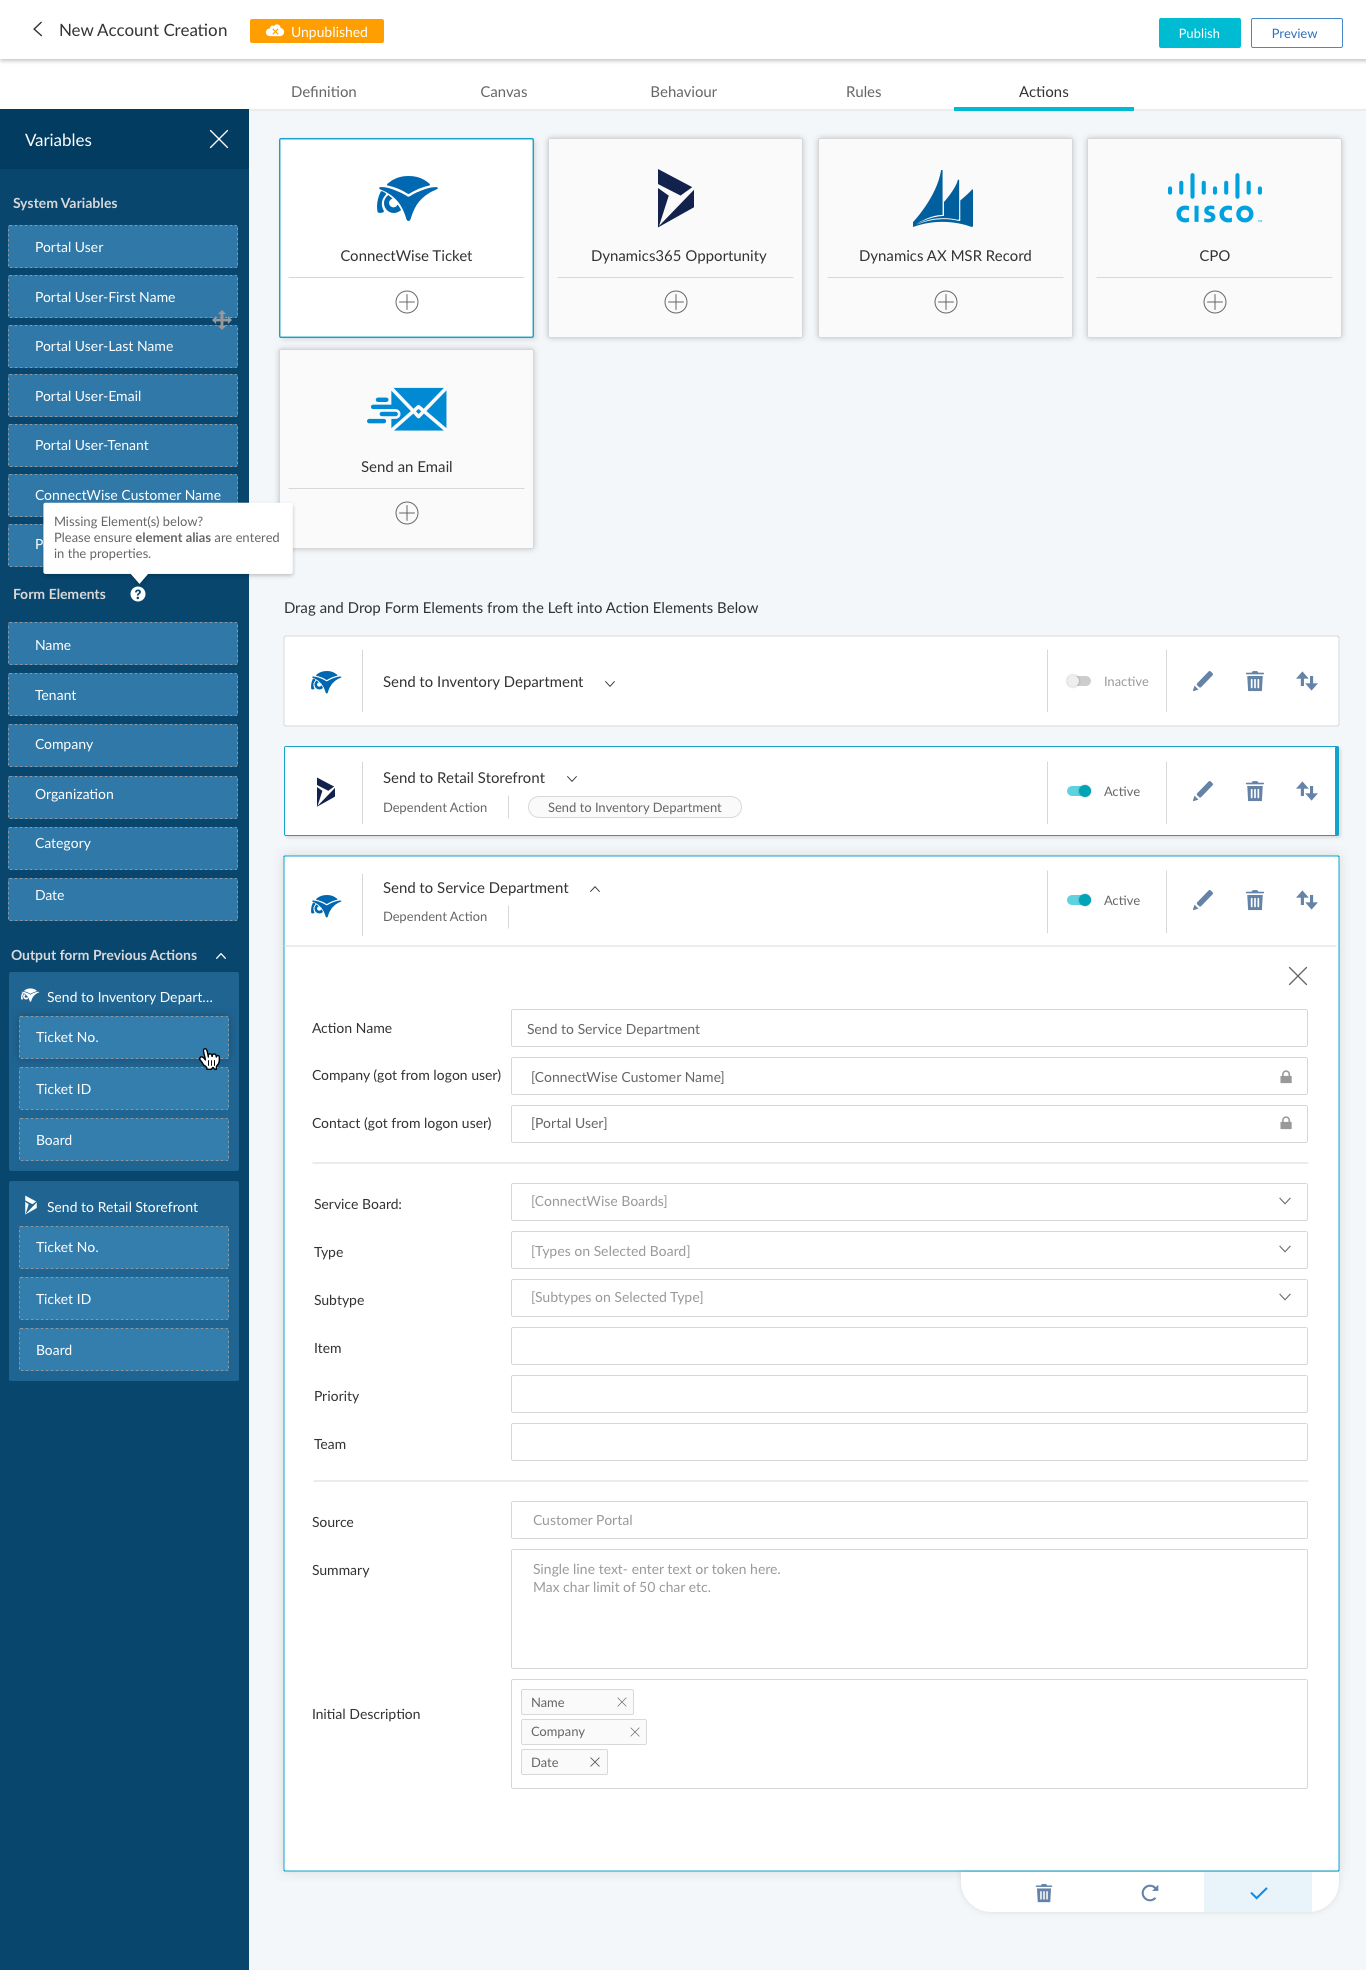 New Account Creation
Unpublished
Publish
Preview
Definition
Canvas
Behaviour
Rules
Actions
Variables
System Variables
Portal User
Portal User-First Name
Portal User-Last Name
Portal User-Email
Portal User-Tenant
ConnectWise Customer Name
P
Missing Element(s) below?
Please ensure element alias are entered
in the properties.
Form Elements
?
Name
Tenant
Company
Organization
Category
Date
Output form Previous Actions
Send to Inventory Depart...
Ticket No.
Ticket ID
Board
Send to Retail Storefront
Ticket No.
Ticket ID
Board
ConnectWise Ticket
Dynamics365 Opportunity
Dynamics AX MSR Record
CISCO
CPO
Send an Email
Drag and Drop Form Elements from the Left into Action Elements Below
Send to Inventory Department
Inactive
Send to Retail Storefront
Dependent Action
Send to Inventory Department
Active
Send to Service Department
Dependent Action
Active
Action Name
Send to Service Department
Company (got from logon user)
[ConnectWise Customer Name]
Contact (got from logon user)
[Portal User]
Service Board:
[ConnectWise Boards]
Type
[Types on Selected Board]
Subtype
[Subtypes on Selected Type]
Item
Priority
Team
Source
Customer Portal
Summary
Single line text- enter text or token here.
Max char limit of 50 char etc.
Initial Description
Name
Company
Date